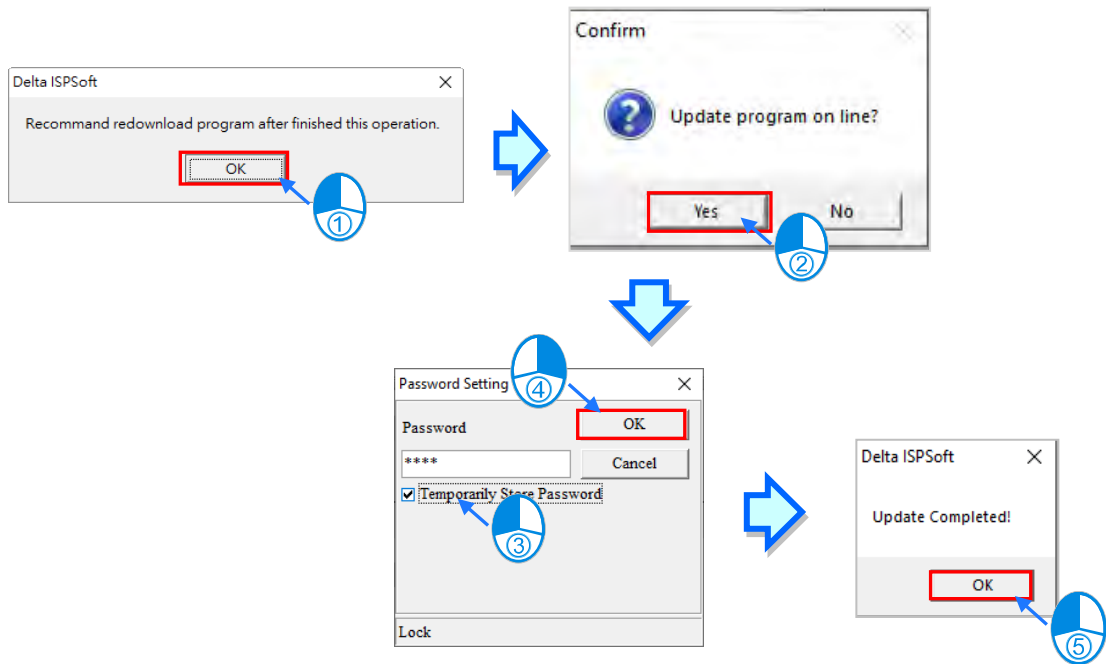 Delta ISPSoft
Recommand redownload program after finished this operation.
OK
①
Confirm
Update program on line?
Yes
No
②
Password Setting
④
Password
OK
****
Cancel
Temporarily Store Password
③
Lock
Delta ISPSoft
Update Completed!
OK
⑤